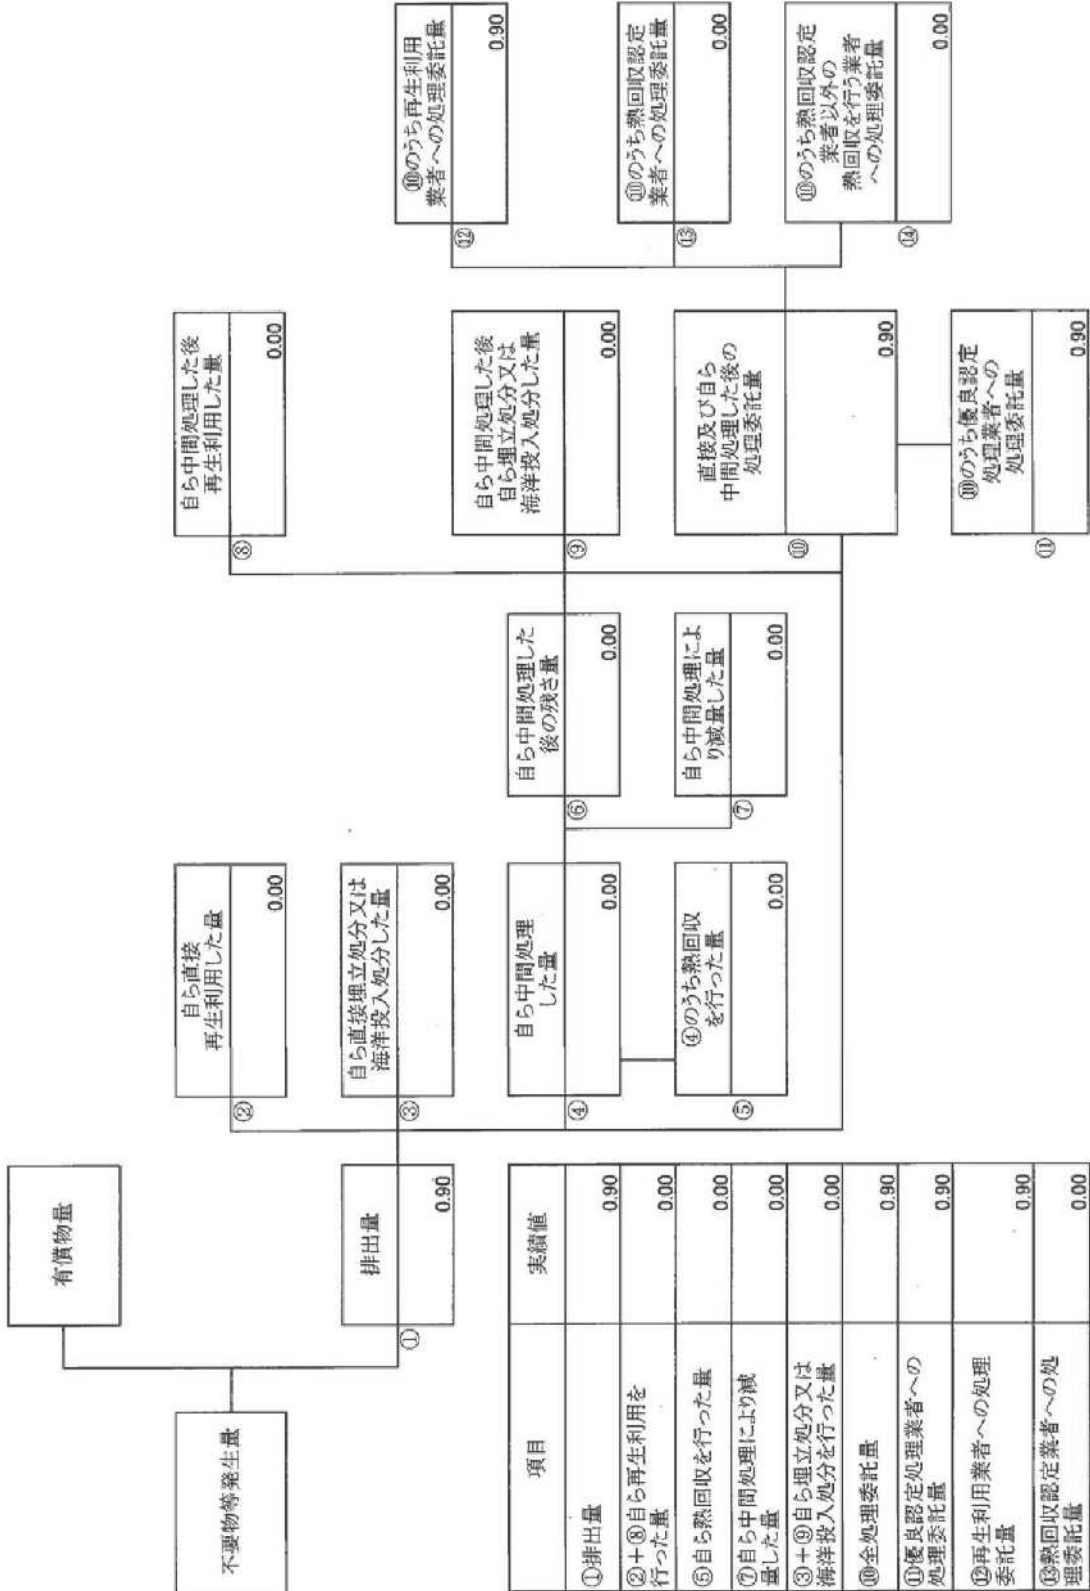 不要物等発生量
有償物量
①
排出量
0.90
②
自ら直接
再生利用した量
0.00
③
自ら直接埋立処分又は
海洋投入処分した量
0.00
④
自ら中間処理
した量
0.00
⑤
④のうち熱回収
を行った量
0.00
⑥
自ら中間処理した
後の残さ量
0.00
⑦
自ら中間処理によ
り減量した量
0.00
⑧
自ら中間処理した後
再生利用した量
0.00
⑨
自ら中間処理した後
自ら埋立処分又は
海洋投入処分した量
0.00
⑩
直接及び自ら
中間処理した後の
処理委託量
0.90
⑪
⑩のうち優良認定
処理業者への
処理委託量
0.90
⑫
⑩のうち再生利用
業者への処理委託量
0.90
⑬
⑩のうち熱回収認定
業者への処理委託量
0.00
⑭
⑩のうち熱回収認定
業者以外の
熱回収を行う業者
への処理委託量
0.00
項目 実績値
①排出量 0.90
②+⑧自ら再生利用を
行った量 0.00
⑤自ら熱回収を行った量 0.00
⑦自ら中間処理により減
量した量 0.00
③+⑨自ら埋立処分又は
海洋投入処分を行った量 0.00
⑩全処理委託量 0.90
⑪優良認定処理業者への
処理委託量 0.90
⑫再生利用業者への処理
委託量 0.90
⑬熱回収認定業者への処
理委託量 0.00